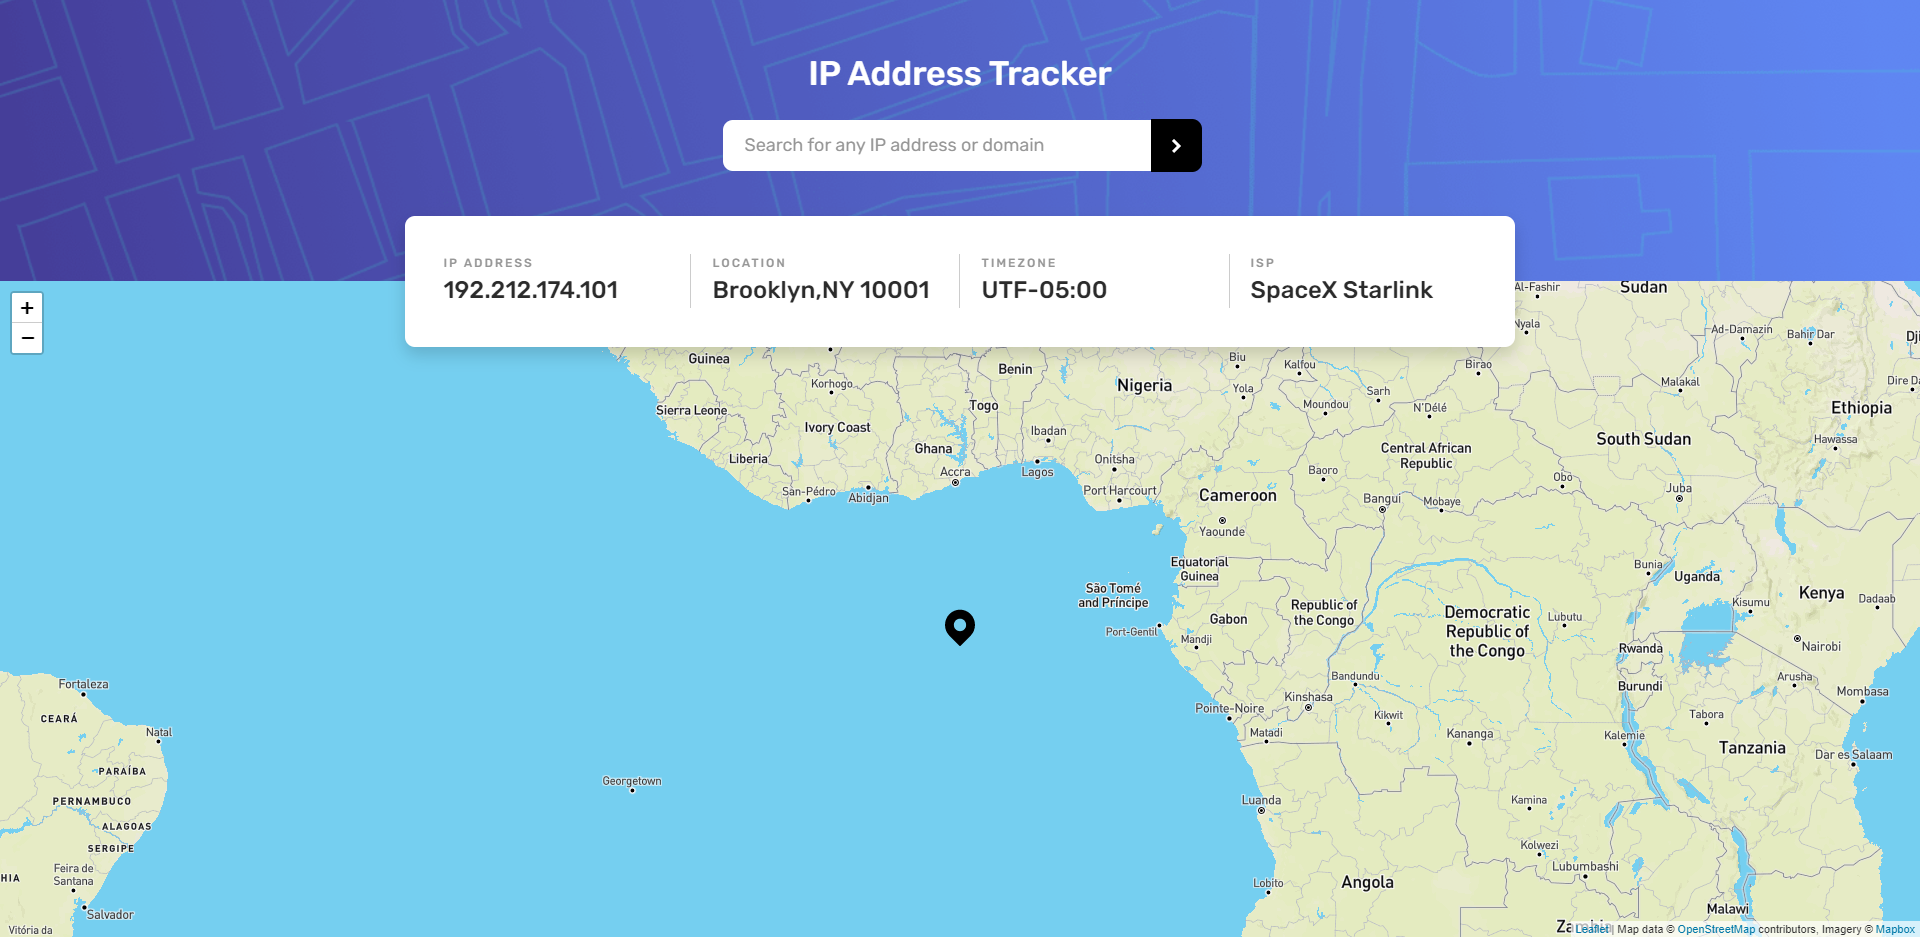 IP Address Tracker
Search for any IP address or domain
IP ADDRESS
192.212.174.101
LOCATION
Brooklyn,NY 10001
TIMEZONE
UTF-05:00
ISP
SpaceX Starlink
+
−
Al-Fashir
Sudan
Nyala
Ad-Damazin
Bahir Dar
Guinea
Korhogo
Benin
Nigeria
Biu
Yola
Kalfou
Moundou
Sarh
Birao
N'Délé
Malakal
Dire
Ethiopia
Hawassa
Sierra Leone
Togo
Ivory Coast
Ghana
Ibadan
Liberia
Accra
Lagos
Onitsha
San-Pédro
Abidjan
Port Harcourt
Cameroon
Yaounde
Central African
Republic
South Sudan
Baoro
Bangui
Mobaye
Obo
Juba
Equatorial
Guinea
São Tomé
and Príncipe
Port-Gentil
Gabon
Mandji
Republic of
the Congo
Democratic
Republic of
the Congo
Lubutu
Bunia
Uganda
Kisumu
Kenya
Dadaab
Nairobi
Rwanda
Burundi
Arusha
Mombasa
Bandundu
Kinshasa
Pointe-Noire
Matadi
Kikwit
Kananga
Kalemie
Tabora
Tanzania
Dar es Salaam
Fortaleza
CEARÁ
Natal
PARAÍBA
PERNAMBUCO
ALAGOAS
SERGIPE
Feira de
Santana
HIA
Salvador
Vitória da
Georgetown
Luanda
Kamina
Kolwezi
Lubumbashi
Lobito
Angola
Malawi
Leaflet | Map data © OpenStreetMap contributors, Imagery © Mapbox